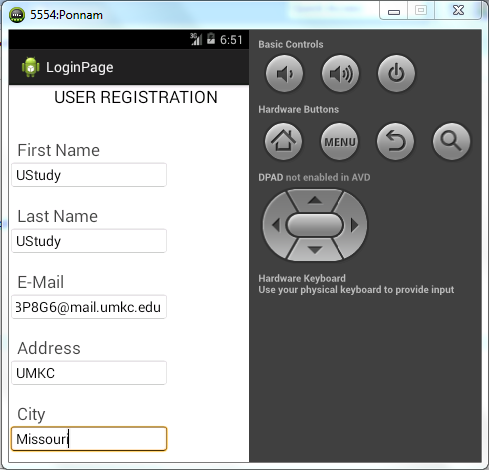 5554:Ponnam
3G 6:51
LoginPage
USER REGISTRATION
First Name
UStudy
Last Name
UStudy
E-Mail
3P8G6@mail.umkc.edu
Address
UMKC
City
Missouri
Basic Controls
Hardware Buttons
MENU
DPAD not enabled in AVD
Hardware Keyboard
Use your physical keyboard to provide input